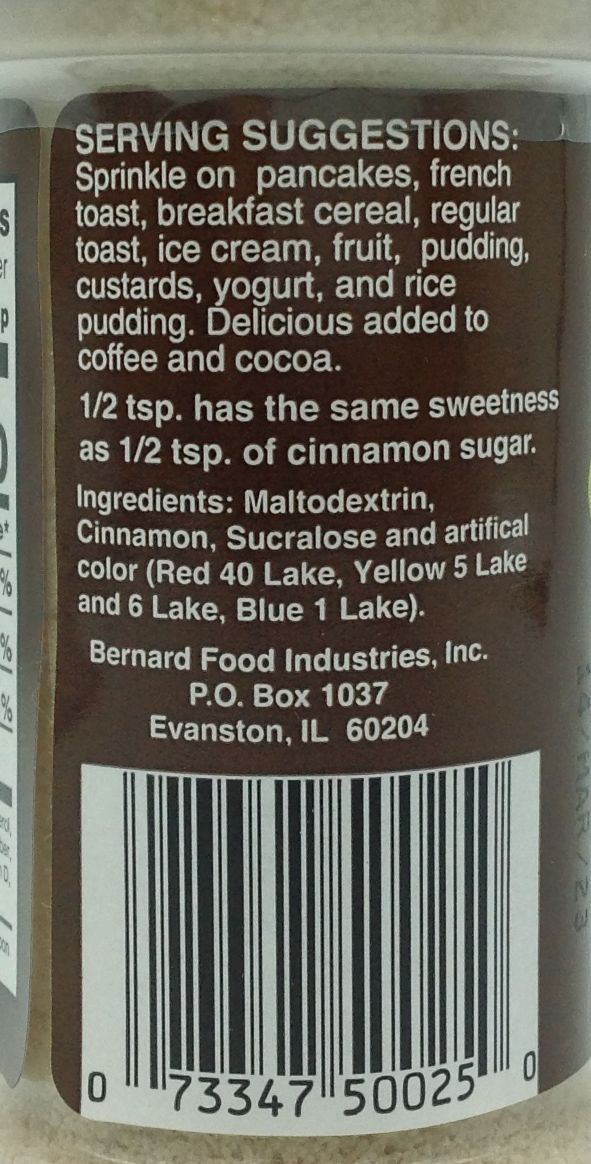 SERVING SUGGESTIONS:
Sprinkle on pancakes, french
toast, breakfast cereal, regular
toast, ice cream, fruit, pudding,
custards, yogurt, and rice
pudding. Delicious added to
coffee and cocoa.
1/2 tsp. has the same sweetness
as 1/2 tsp. of cinnamon sugar.
Ingredients: Maltodextrin,
Cinnamon, Sucralose and artifical
color (Red 40 Lake, Yellow 5 Lake
and 6 Lake, Blue 1 Lake).
Bernard Food Industries, Inc.
P.O. Box 1037
Evanston, IL 60204
0 73347 50025 0
14/MAR/23